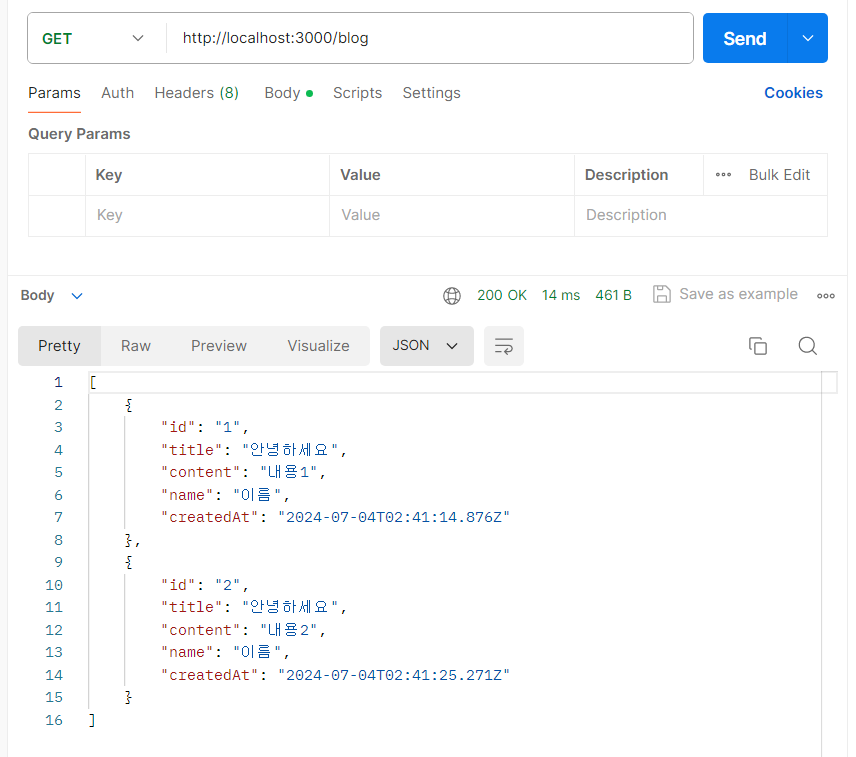 GET http://localhost:3000/blog Send
Params Auth Headers (8) Body Scripts Settings Cookies
Query Params
Key Value Description Bulk Edit
Key Value Description
Body 200 OK 14 ms 461 B Save as example
Pretty Raw Preview Visualize JSON
1 [
2 {
3 "id": "1",
4 "title": "안녕하세요",
5 "content": "내용1",
6 "name": "이름",
7 "createdAt": "2024-07-04T02:41:14.876Z"
8 },
9 {
10 "id": "2",
11 "title": "안녕하세요",
12 "content": "내용2",
13 "name": "이름",
14 "createdAt": "2024-07-04T02:41:25.271Z"
15 }
16 ]